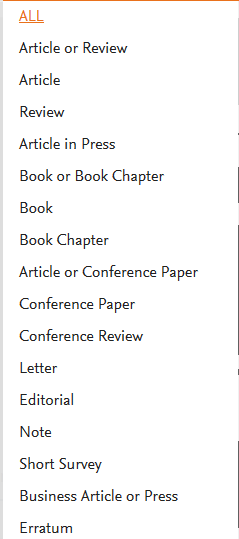 ALL
Article or Review
Article
Review
Article in Press
Book or Book Chapter
Book
Book Chapter
Article or Conference Paper
Conference Paper
Conference Review
Letter
Editorial
Note
Short Survey
Business Article or Press
Erratum